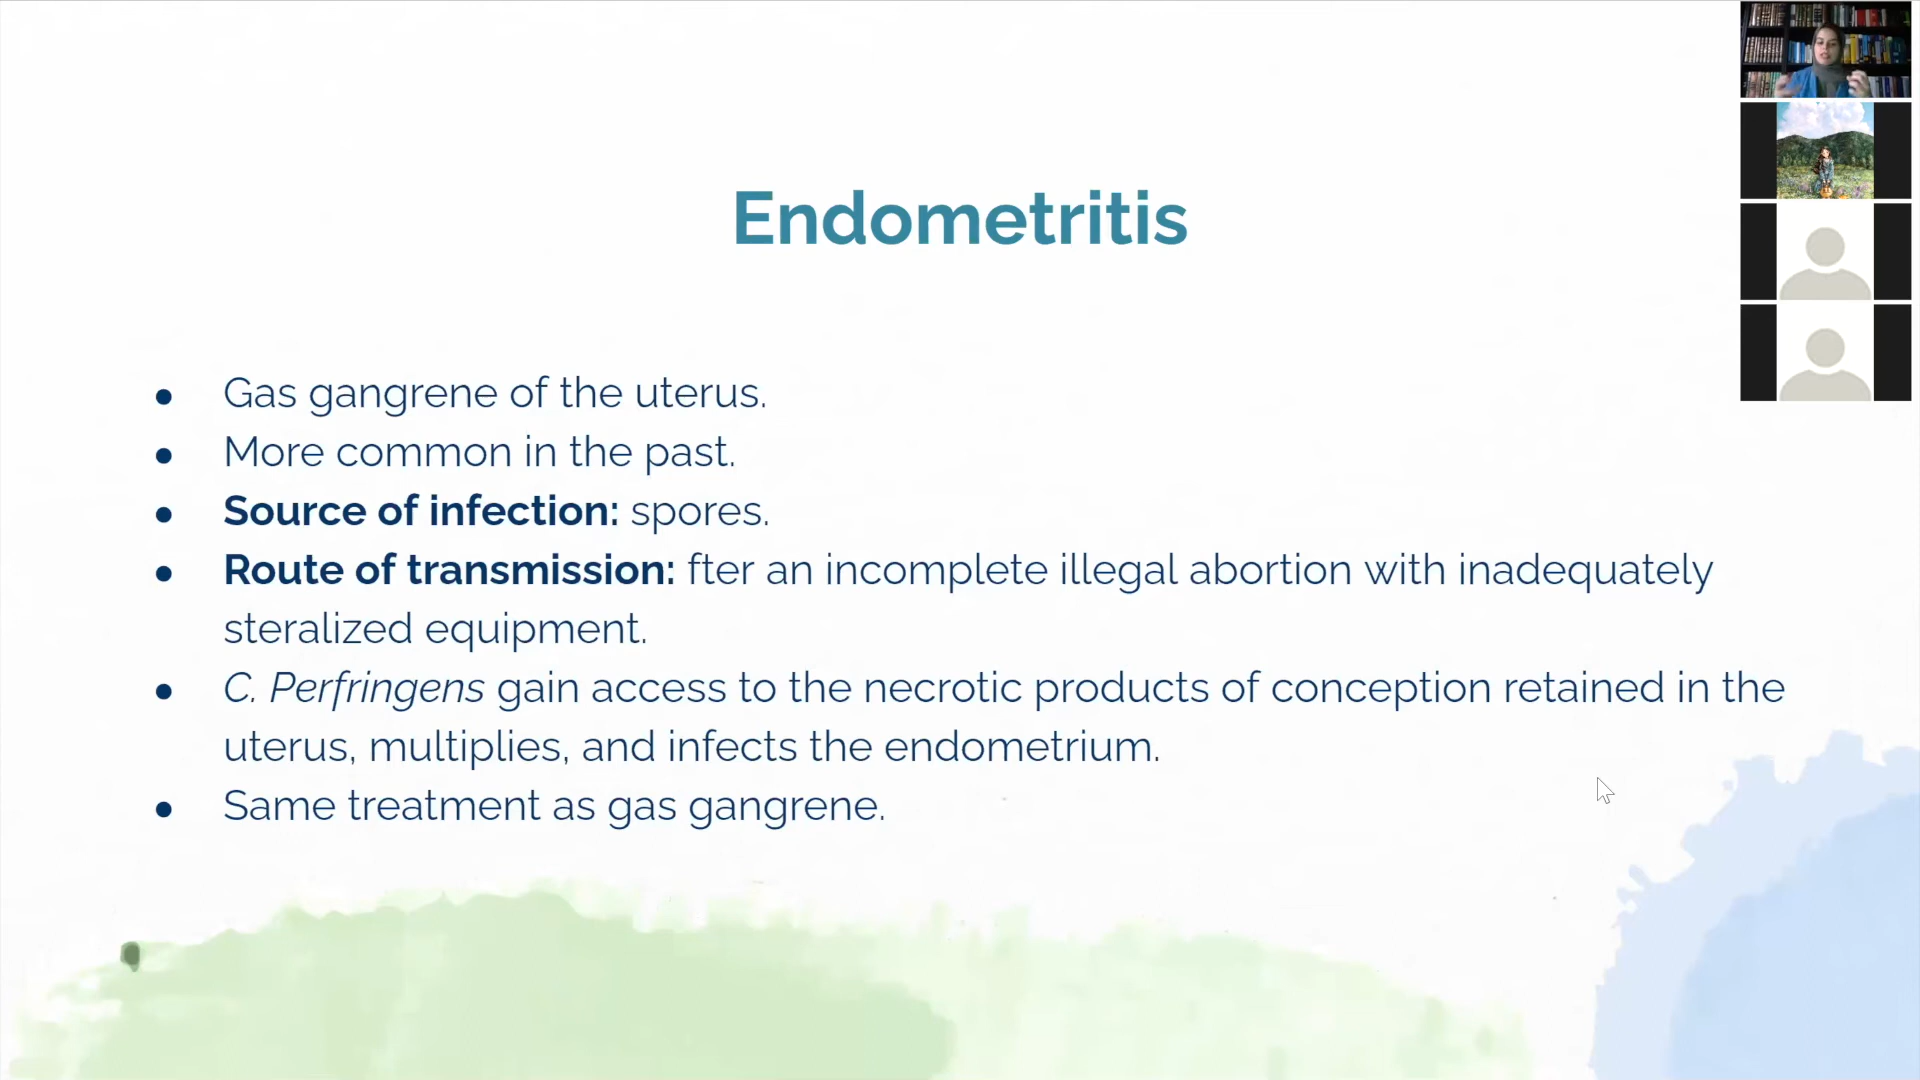 Endometritis
● Gas gangrene of the uterus.
● More common in the past.
● Source of infection: spores.
● Route of transmission: fter an incomplete illegal abortion with inadequately
steralized equipment.
● C. Perfringens gain access to the necrotic products of conception retained in the
uterus, multiplies, and infects the endometrium.
● Same treatment as gas gangrene.